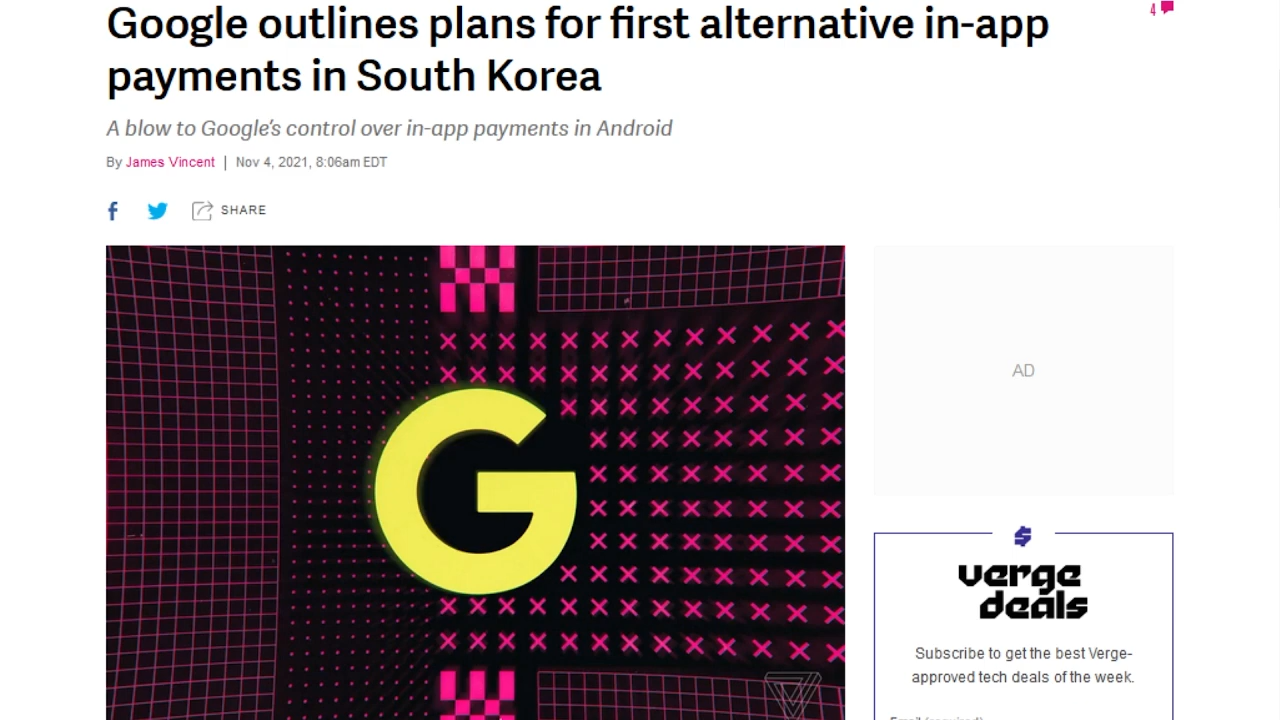 Google outlines plans for first alternative in-app
payments in South Korea
4
A blow to Google's control over in-app payments in Android
By James Vincent | Nov 4, 2021, 8:06am EDT
SHARE
G
AD
verge
deals
Subscribe to get the best Verge-
approved tech deals of the week.
Email (required)